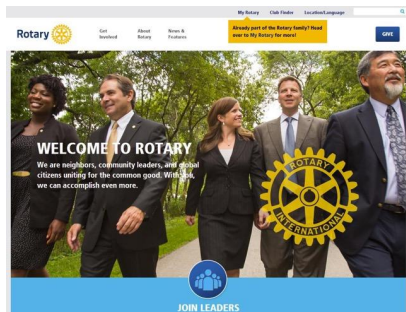 My Rotary Club Finder Location/Language
Rotary
Get Involved
About Rotary
News & Features
Already part of the Rotary family? Head
over to My Rotary for more!
GIVE
WELCOME TO ROTARY
We are neighbors, community leaders, and global
citizens uniting for the common good. With you,
we can accomplish even more.
ROTARY
INTERNATIONAL
JOIN LEADERS